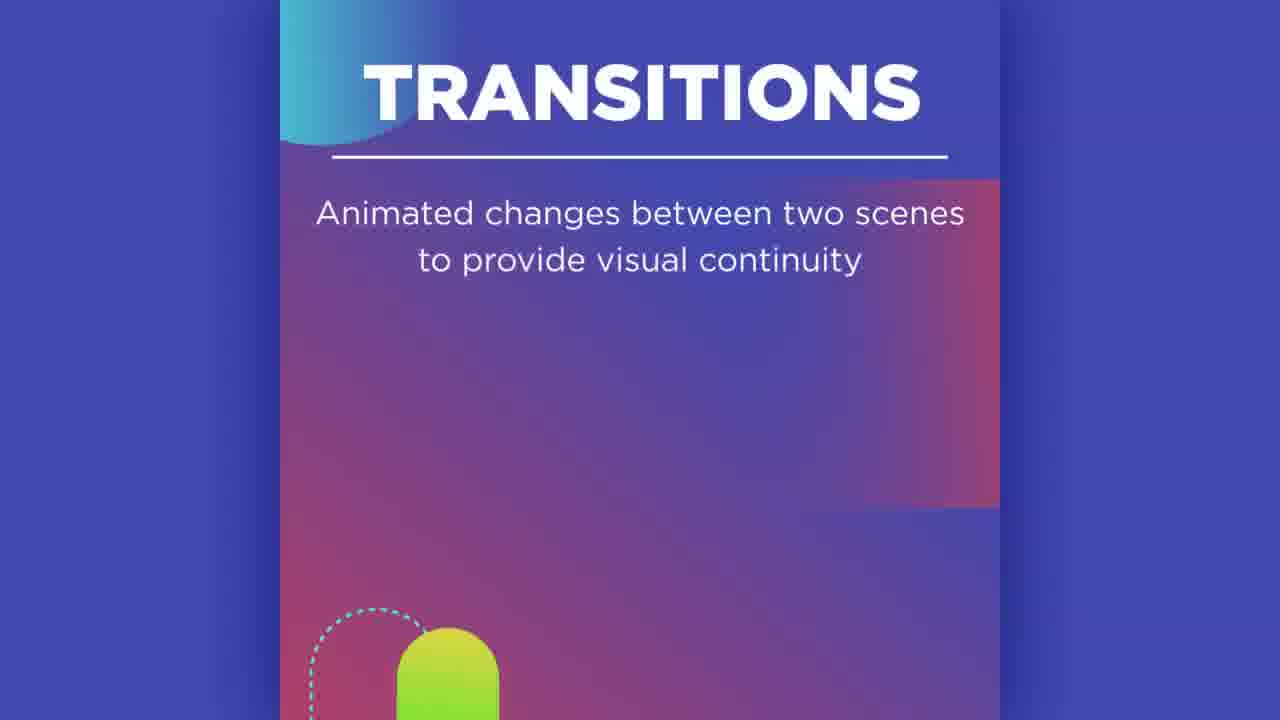 TRANSITIONS
Animated changes between two scenes
to provide visual continuity